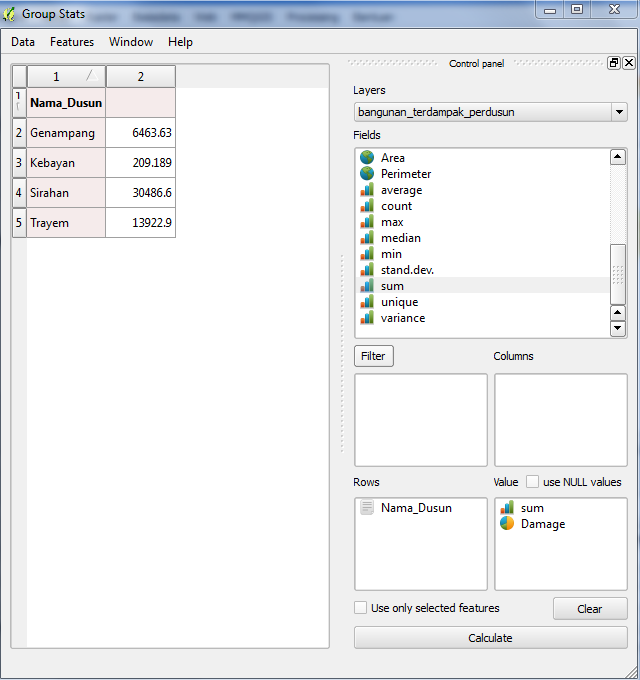 Group Stats
Data Features Window Help
1 2
1 Nama_Dusun
2 Genampang 6463.63
3 Kebayan 209.189
4 Sirahan 30486.6
5 Trayem 13922.9
Control panel
Layers
bangunan_terdampak_perdusun
Fields
Area
Perimeter
average
count
max
median
min
stand.dev.
sum
unique
variance
Filter Columns
Rows Value use NULL values
Nama_Dusun
sum
Damage
Use only selected features Clear
Calculate